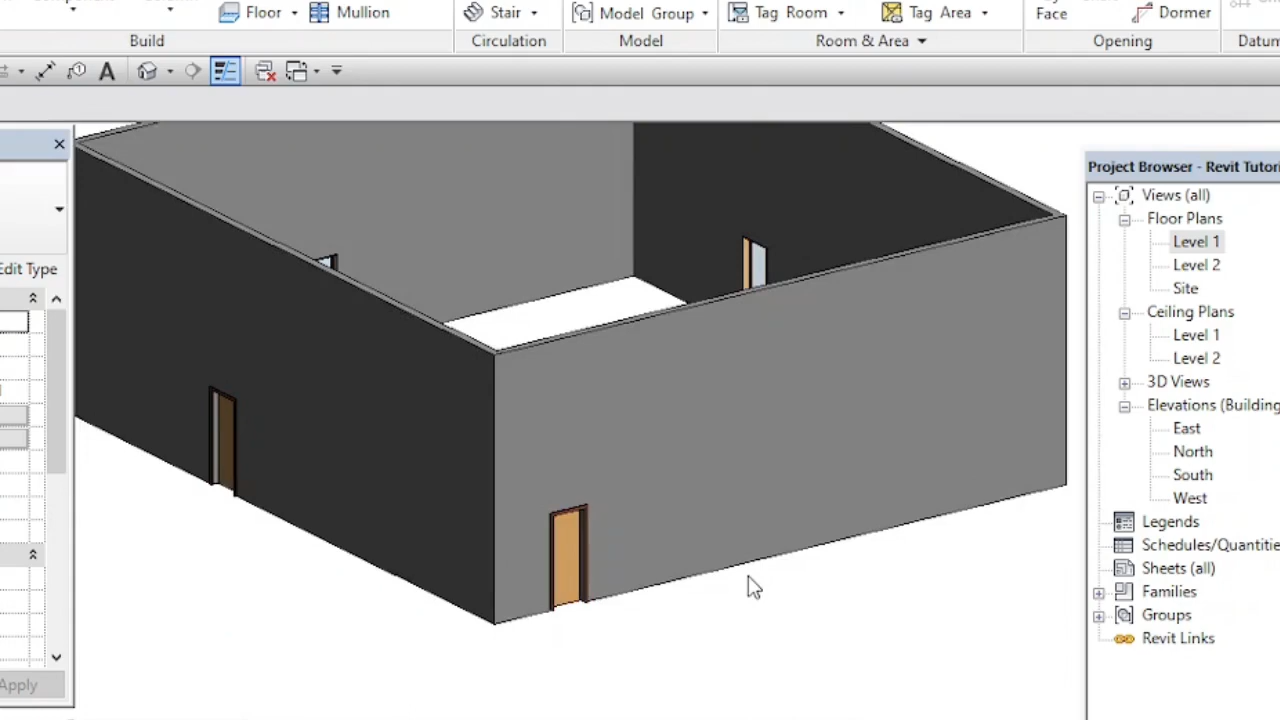 Floor
Mullion
Stair
Model Group
Tag Room
Tag Area
Face
Dormer
Build
Circulation
Model
Room & Area
Opening
Datum
A
Project Browser - Revit Tutori
Views (all)
Floor Plans
Level 1
Level 2
Site
Ceiling Plans
Level 1
Level 2
3D Views
Elevations (Building
East
North
South
West
Legends
Schedules/Quantitie
Sheets (all)
Families
Groups
Revit Links
Edit Type
Apply